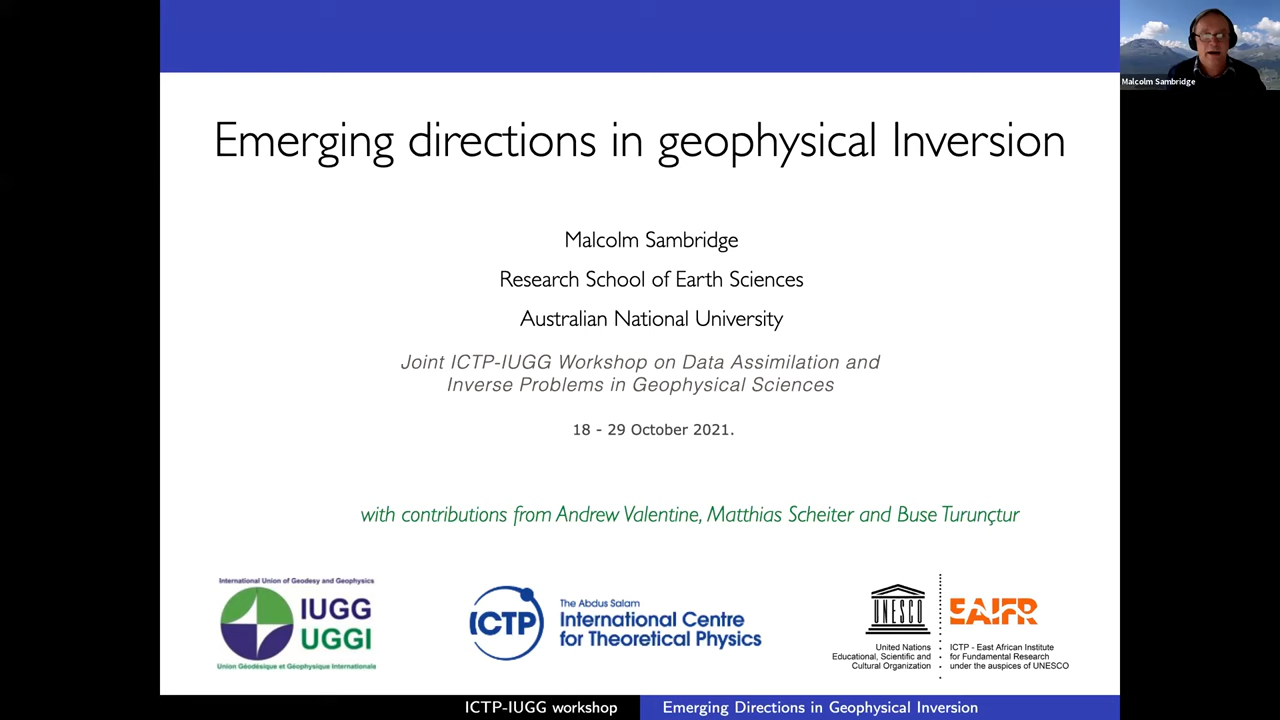 Emerging directions in geophysical Inversion
Malcolm Sambridge
Malcolm Sambridge
Research School of Earth Sciences
Australian National University
Joint ICTP-IUGG Workshop on Data Assimilation and
Inverse Problems in Geophysical Sciences
18 - 29 October 2021.
with contributions from Andrew Valentine, Matthias Scheiter and Buse Turunçtur
International Union of Geodesy and Geophysics
IUGG
UGGI
Union Géodésique et Géophysique Internationale
ICTP
The Abdus Salam
International Centre
for Theoretical Physics
UNESCO
United Nations
Educational, Scientific and
Cultural Organization
EAIFR
ICTP - East African Institute
for Fundamental Research
under the auspices of UNESCO
ICTP-IUGG workshop
Emerging Directions in Geophysical Inversion